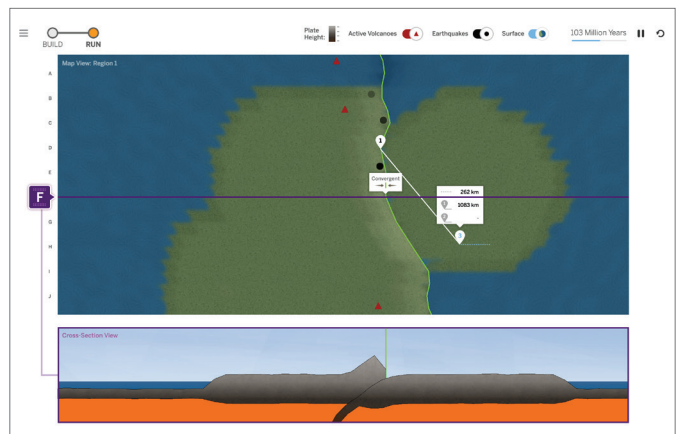 Plate
Height:
Active Volcanoes
Earthquakes
Surface
103 Million Years
BUILD
RUN
Map View: Region 1
A
B
C
D
E
F
G
H
I
J
1
Convergent
262 km
1083 km
-
3
Cross-Section View